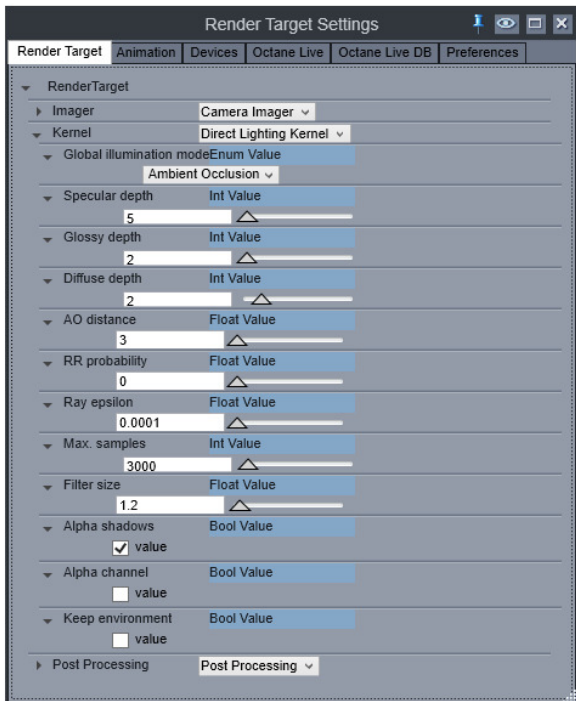 Render Target Settings
Render Target Animation Devices Octane Live Octane Live DB Preferences
RenderTarget
Imager Camera Imager
Kernel Direct Lighting Kernel
Global illumination modeEnum Value
Ambient Occlusion
Specular depth Int Value
5
Glossy depth Int Value
2
Diffuse depth Int Value
2
AO distance Float Value
3
RR probability Float Value
0
Ray epsilon Float Value
0.0001
Max. samples Int Value
3000
Filter size Float Value
1.2
Alpha shadows Bool Value
value
Alpha channel Bool Value
value
Keep environment Bool Value
value
Post Processing Post Processing